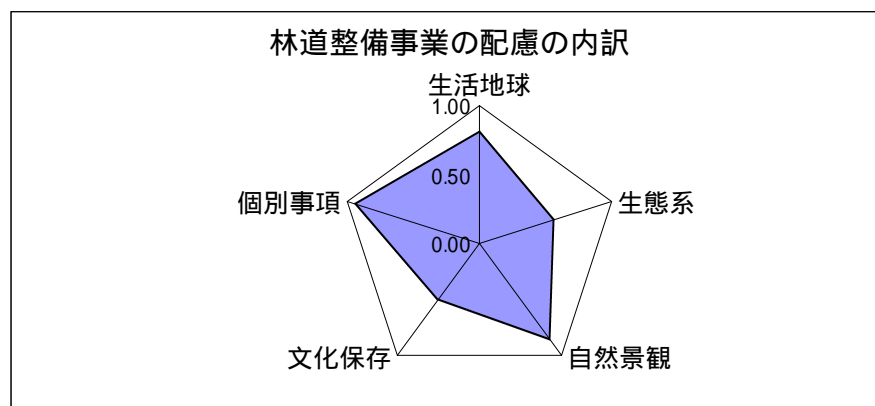 林道整備事業の配慮の内訳
生活地球
1.00
0.50
0.00
個別事項
生態系
文化保存
自然景観